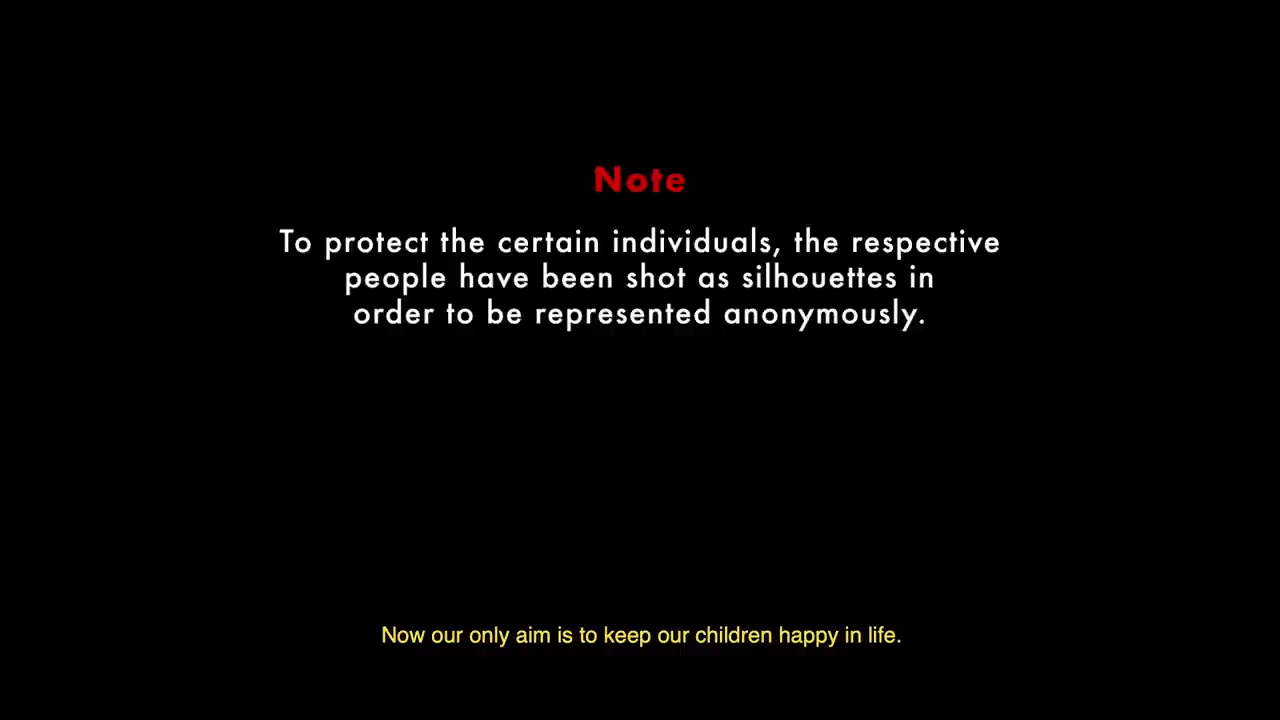 Note
To protect the certain individuals, the respective
people have been shot as silhouettes in
order to be represented anonymously.
Now our only aim is to keep our children happy in life.